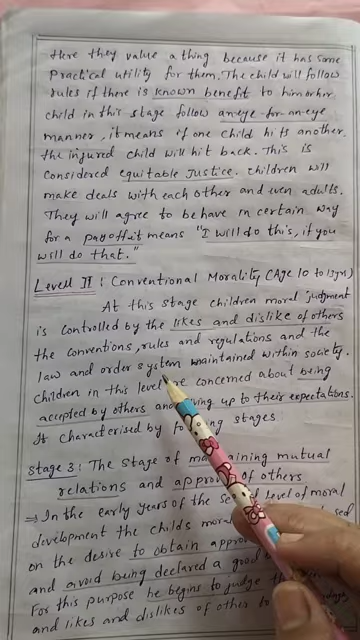 Here they value a thing because it has some
Practical utility for them. The child will follow
rules if there is known benefit to him or her.
child in this stage follow an eye-for-an eye
manner, it means if one child hits another.
the injured child will hit back. This is
considered equitable Justice. children will
make deals with each other and even adults.
They will agree to behave in certain way
for a payoff it means "I will do this, if you
will do that."
Level II : Conventional Morality (Age 10 to 13yrs)
At this stage children moral judgment
is controlled by the likes and dislike of others
the conventions, rules and regulations and the
law and order system maintained within society.
Children in this level are concerned about being
accepted by others and living up to their expectations.
It characterised by following stages
Stage 3: The stage of maintaining mutual
relations and approval of others
⇒ In the early years of the level of moral
development the childs
on the desire to obtain
and avoid being declared a good
For this purpose he begins to judge the
and likes and dislikes of other to